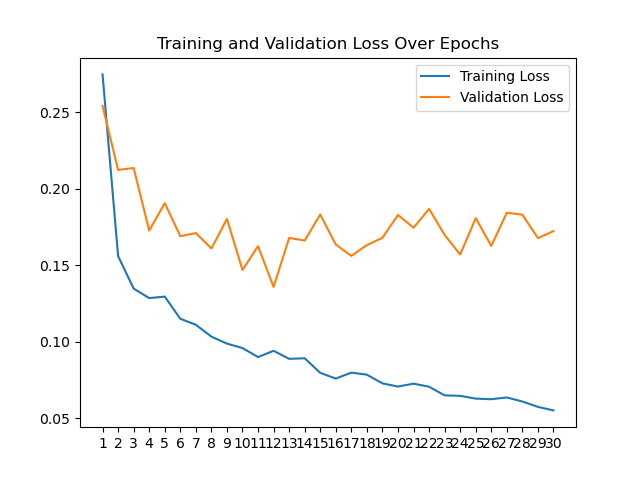 Training and Validation Loss Over Epochs
Training Loss
Validation Loss
0.25
0.20
0.15
0.10
0.05
1 2 3 4 5 6 7 8 9 10 11 12 13 14 15 16 17 18 19 20 21 22 23 24 25 26 27 28 29 30